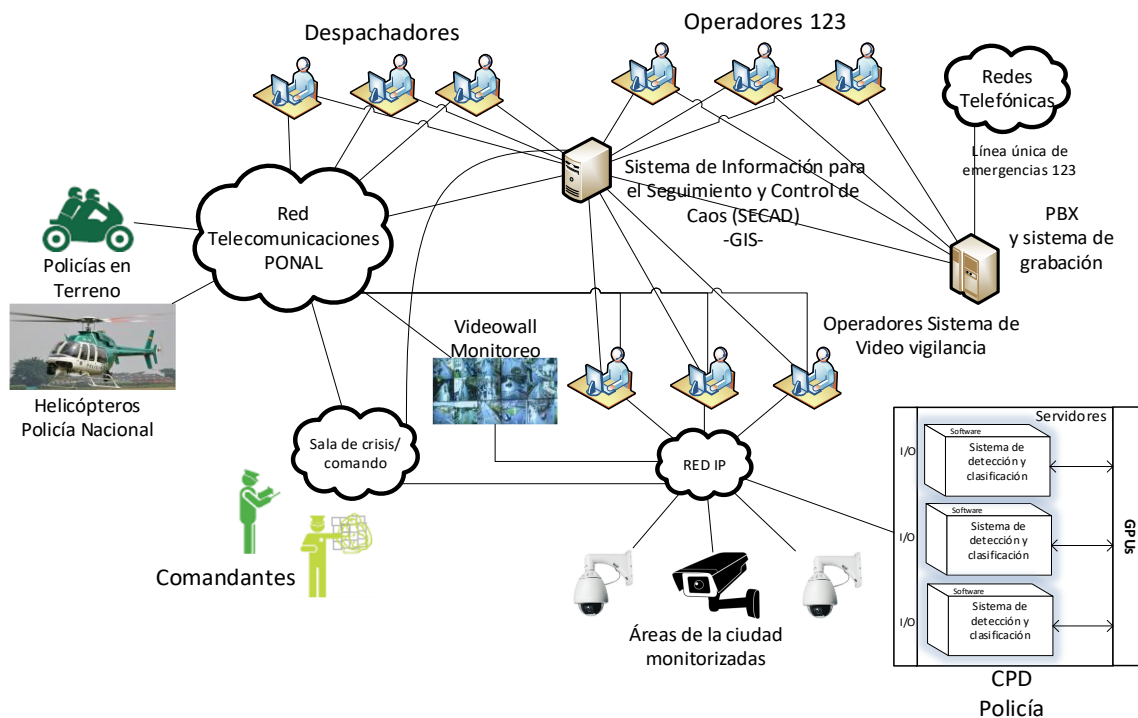 Despachadores
Operadores 123
Redes
Telefónicas
Línea única de
emergencias 123
Sistema de Información para
el Seguimiento y Control de
Caos (SECAD)
-GIS-
PBX
y sistema de
grabación
Red
Telecomunicaciones
PONAL
Policías en
Terreno
Helicópteros
Policía Nacional
Videowall
Monitoreo
Operadores Sistema de
Video vigilancia
Sala de crisis/
comando
RED IP
Comandantes
Áreas de la ciudad
monitorizadas
Servidores
I/O
Software
Sistema de
detección y
clasificación
I/O
Software
Sistema de
detección y
clasificación
I/O
Software
Sistema de
detección y
clasificación
GPUs
CPD
Policía